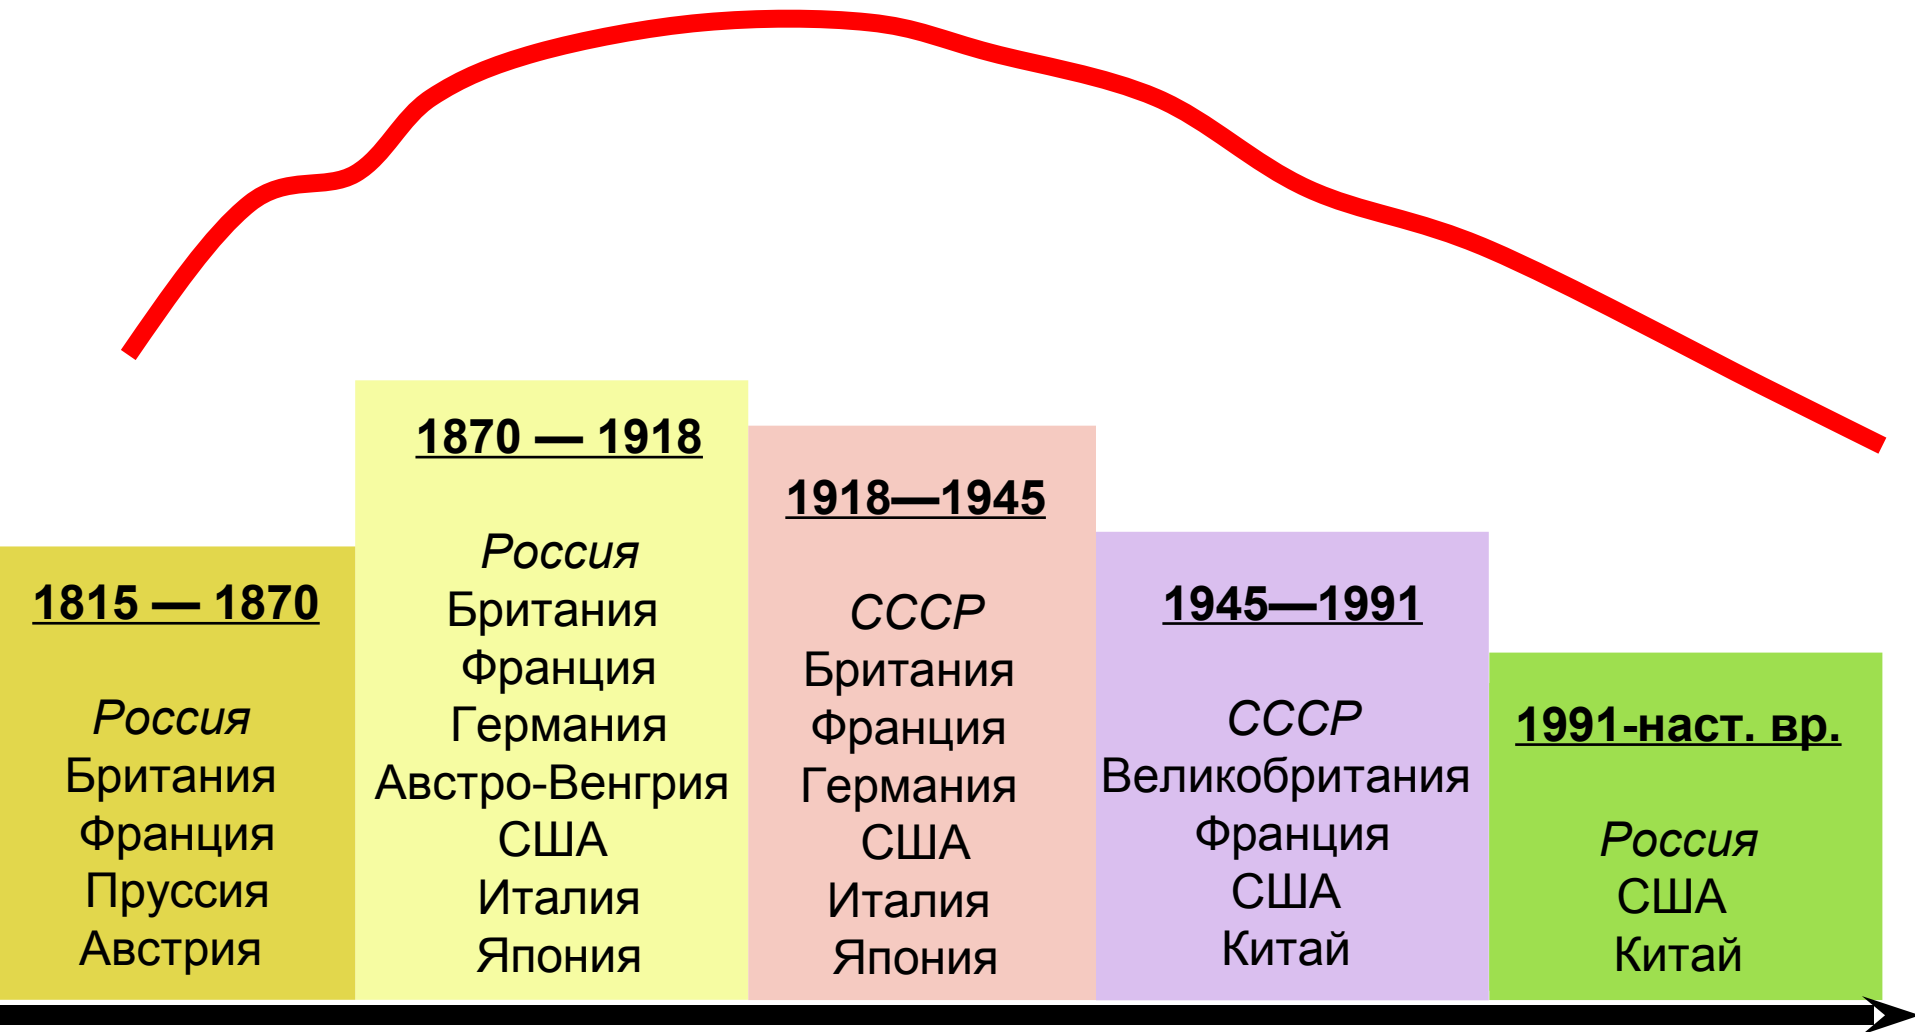 1815 — 1870
Россия
Британия
Франция
Пруссия
Австрия
1870 — 1918
Россия
Британия
Франция
Германия
Австро-Венгрия
США
Италия
Япония
1918—1945
СССР
Британия
Франция
Германия
США
Италия
Япония
1945—1991
СССР
Великобритания
Франция
США
Китай
1991-наст. вр.
Россия
США
Китай